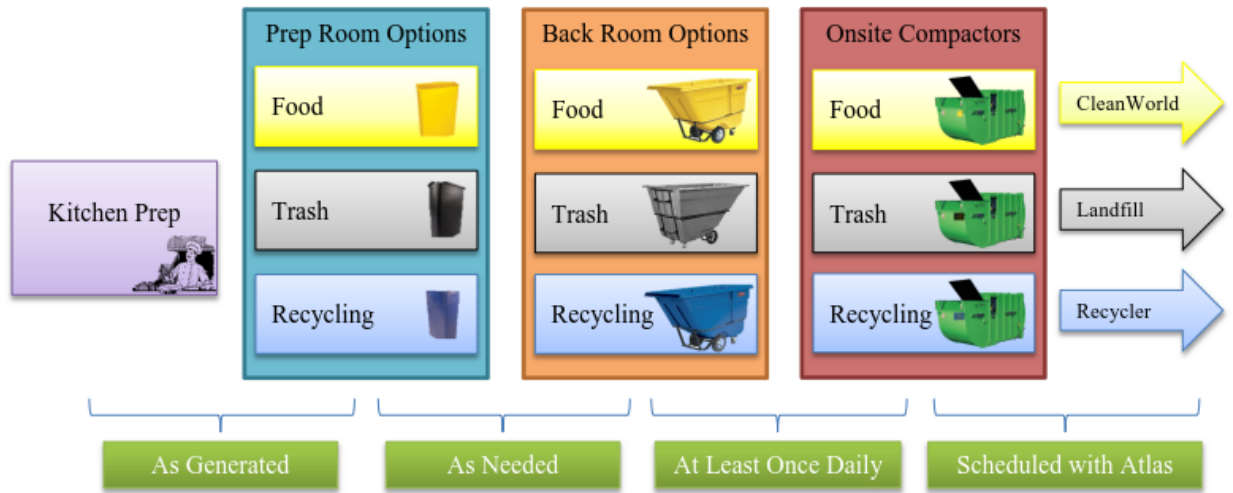 Prep Room Options
Back Room Options
Onsite Compactors
Food
Food
Food
CleanWorld
Kitchen Prep
Trash
Trash
Trash
Landfill
Recycling
Recycling
Recycling
Recycler
As Generated
As Needed
At Least Once Daily
Scheduled with Atlas